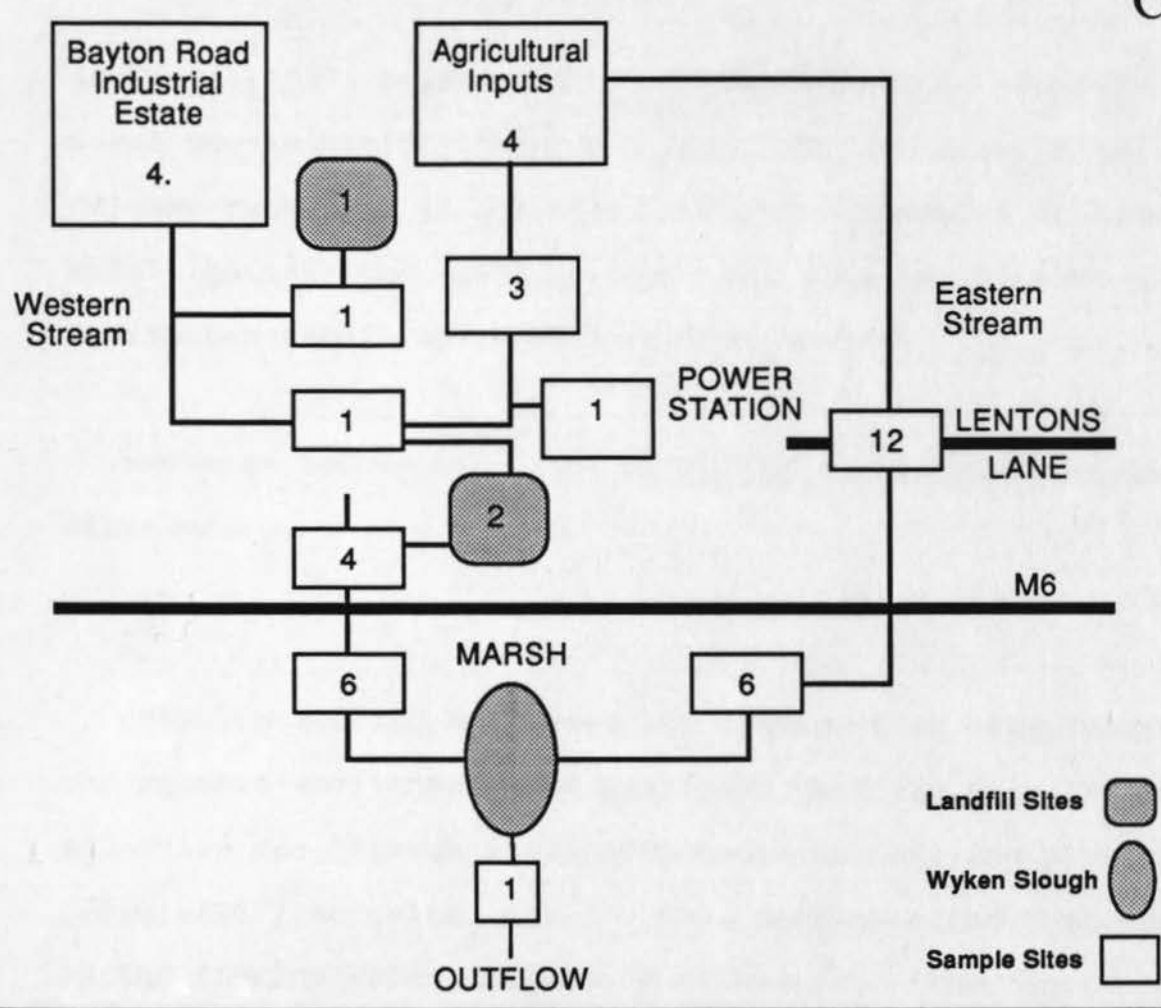 Bayton Road
Industrial
Estate
4.
Agricultural
Inputs
4
1
3
1
Western
Stream
Eastern
Stream
1
1
POWER
STATION
12
LENTONS
LANE
2
4
M6
6
MARSH
6
Landfill Sites
1
Wyken Slough
Sample Sites
OUTFLOW